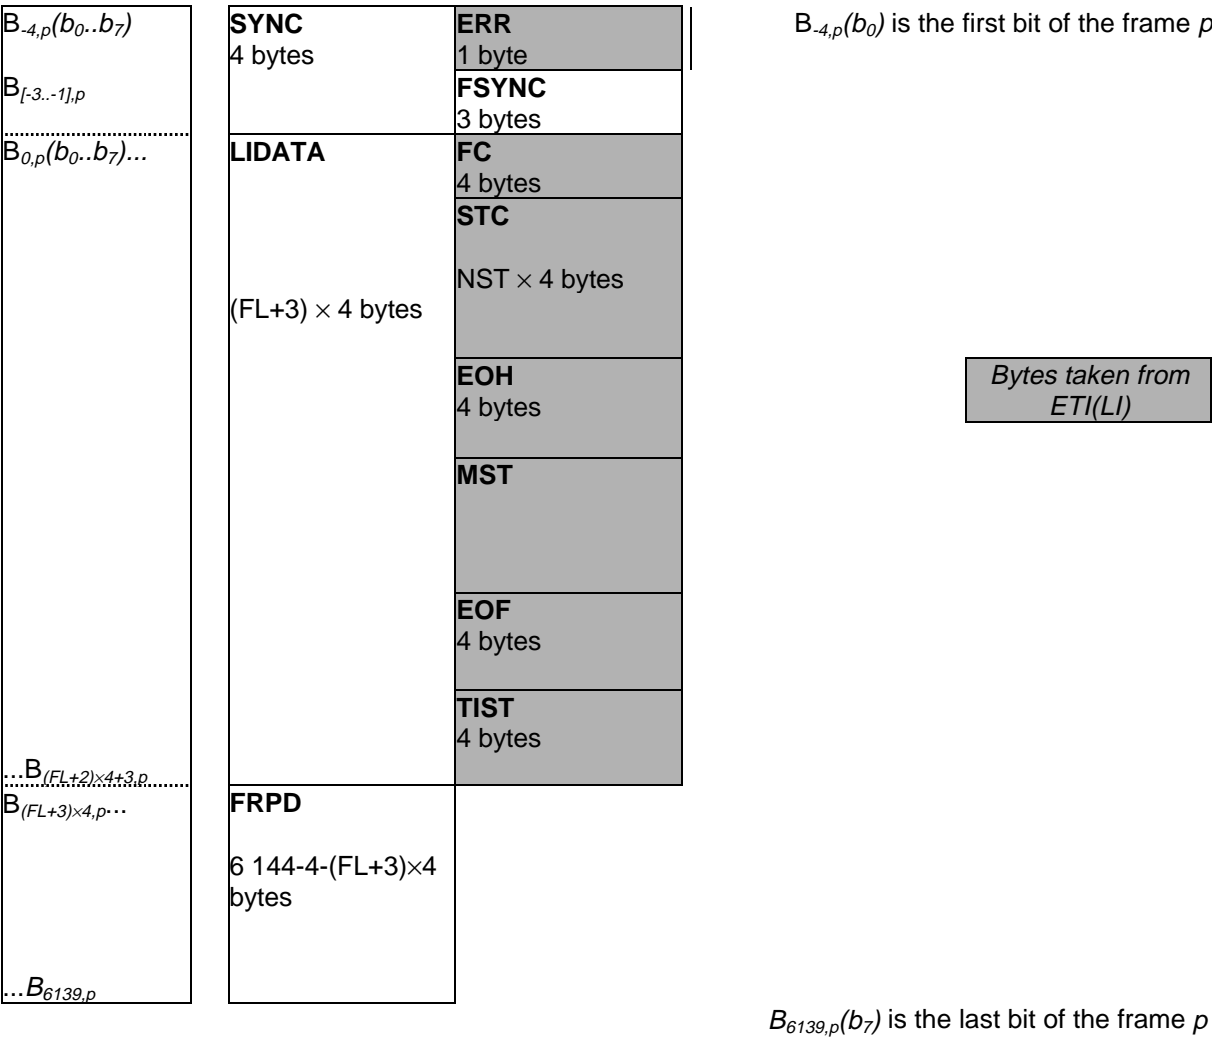 B-4,p(b0..b7)
SYNC
4 bytes
ERR
1 byte
B-4,p(b0) is the first bit of the frame p
B[-3..-1],p
FSYNC
3 bytes
B0,p(b0..b7)...
LIDATA
FC
4 bytes
STC
NST × 4 bytes
(FL+3) × 4 bytes
EOH
4 bytes
Bytes taken from
ETI(LI)
MST
EOF
4 bytes
TIST
4 bytes
...B(FL+2)×4+3,p
B(FL+3)×4,p...
FRPD
6 144-4-(FL+3)×4
bytes
...B6139,p
B6139,p(b7) is the last bit of the frame p